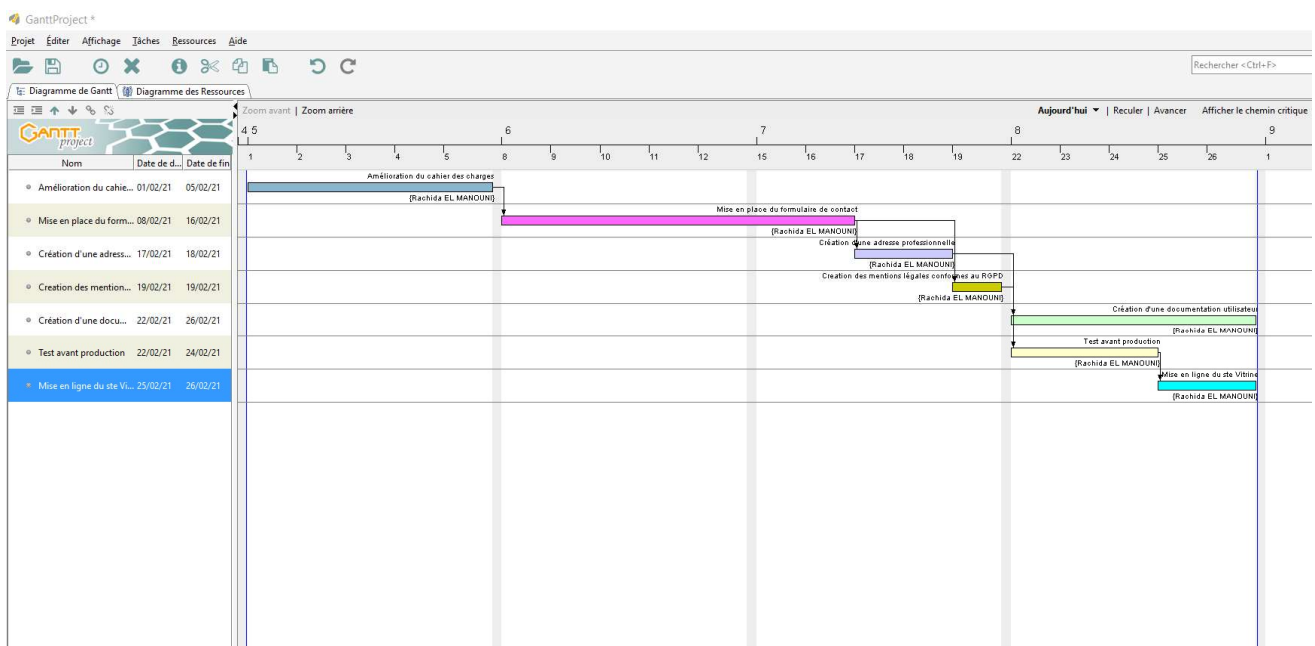 GanttProject *
Projet Éditer Affichage Tâches Ressources Aide
Rechercher <Ctrl+F>
Diagramme de Gantt Diagramme des Ressources
Zoom avant | Zoom arrière Aujourd'hui | Reculer | Avancer Afficher le chemin critique
GANTT project
4 5 6 7 8 9
Nom Date de d... Date de fin 1 2 3 4 5 8 9 10 11 12 15 16 17 18 19 22 23 24 25 26 1
Amélioration du cahier des charges
Amélioration du cahie... 01/02/21 05/02/21
{Rachida EL MANOUNI}
Mise en place du formulaire de contact
Mise en place du form... 08/02/21 16/02/21
{Rachida EL MANOUNI}
Création d'une adresse professionnelle
Création d'une adress... 17/02/21 18/02/21
{Rachida EL MANOUNI}
Creation des mentions légales conformes au RGPD
Creation des mention... 19/02/21 19/02/21
{Rachida EL MANOUNI}
Création d'une documentation utilisateur
Création d'une docu... 22/02/21 26/02/21
{Rachida EL MANOUNI}
Test avant production
Test avant production 22/02/21 24/02/21
{Rachida EL MANOUNI}
Mise en ligne du ste Vitrine
Mise en ligne du ste Vi... 25/02/21 26/02/21
{Rachida EL MANOUNI}